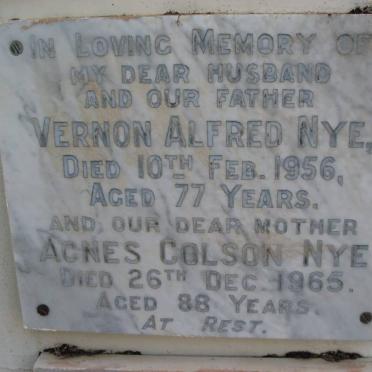 IN LOVING MEMORY OF
MY DEAR HUSBAND
AND OUR FATHER
VERNON ALFRED NYE,
DIED 10TH FEB. 1956,
AGED 77 YEARS.
AND OUR DEAR MOTHER
AGNES COLSON NYE
DIED 26TH DEC. 1965.
AGED 88 YEARS.
AT REST.